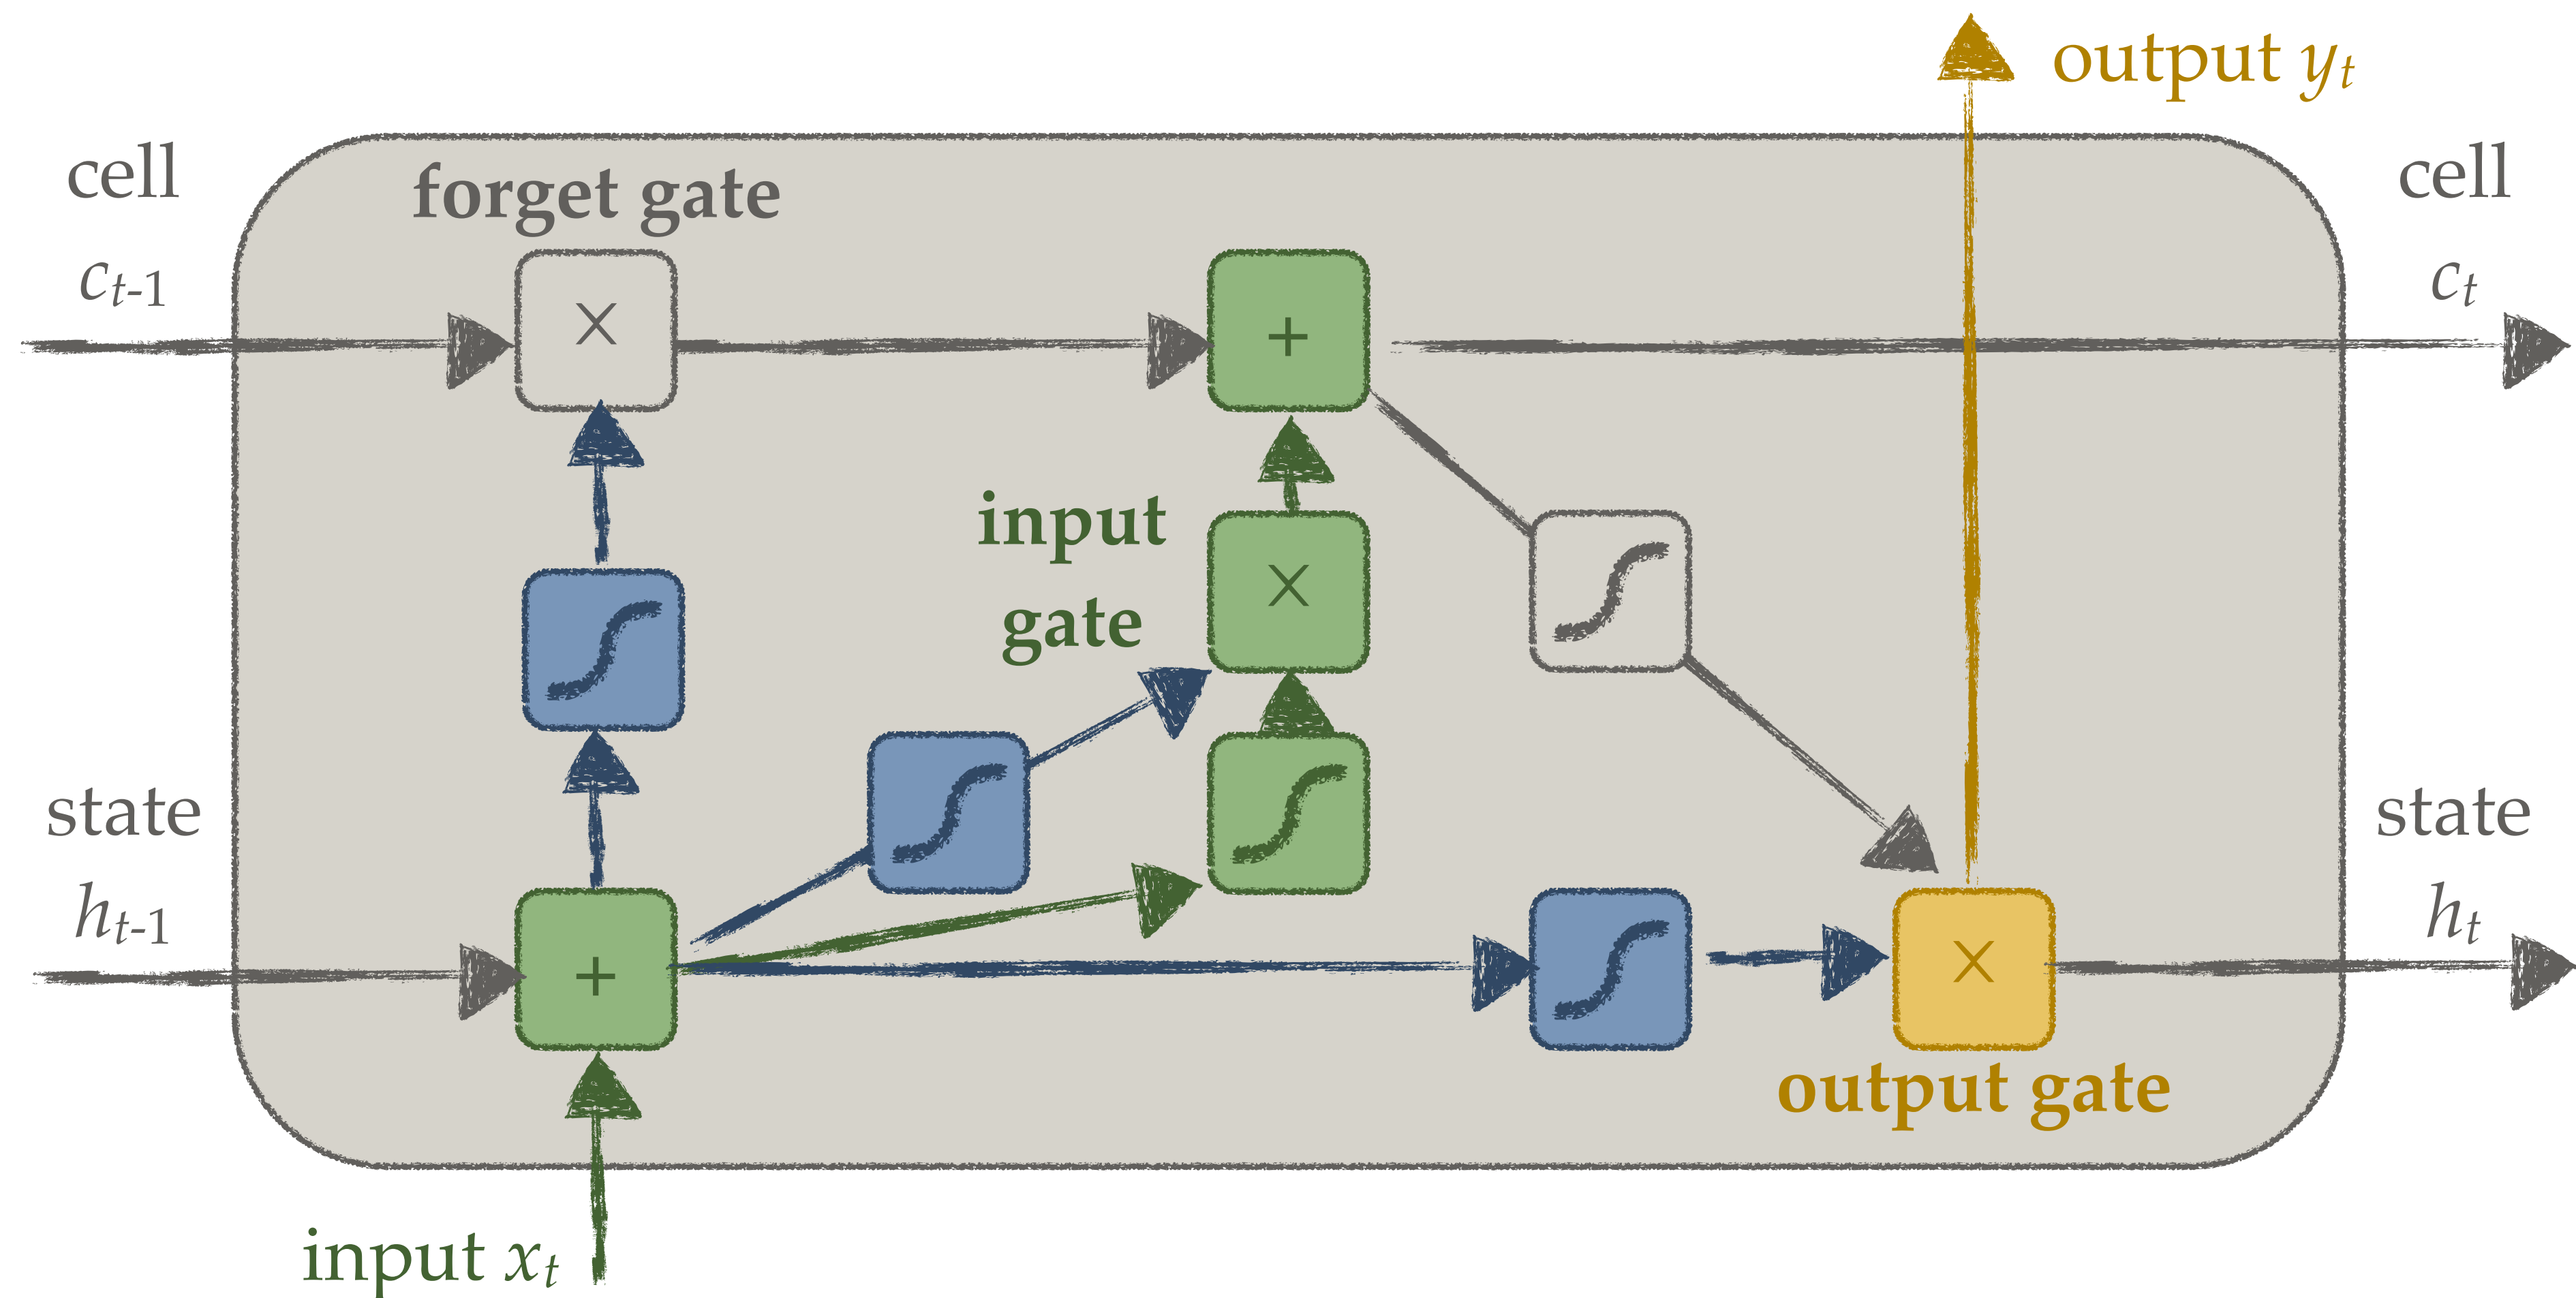 output yₜ
cell
cₜ₋₁
forget gate
×
+
cell
cₜ
input
gate
×
state
hₜ₋₁
+
×
output gate
state
hₜ
input xₜ